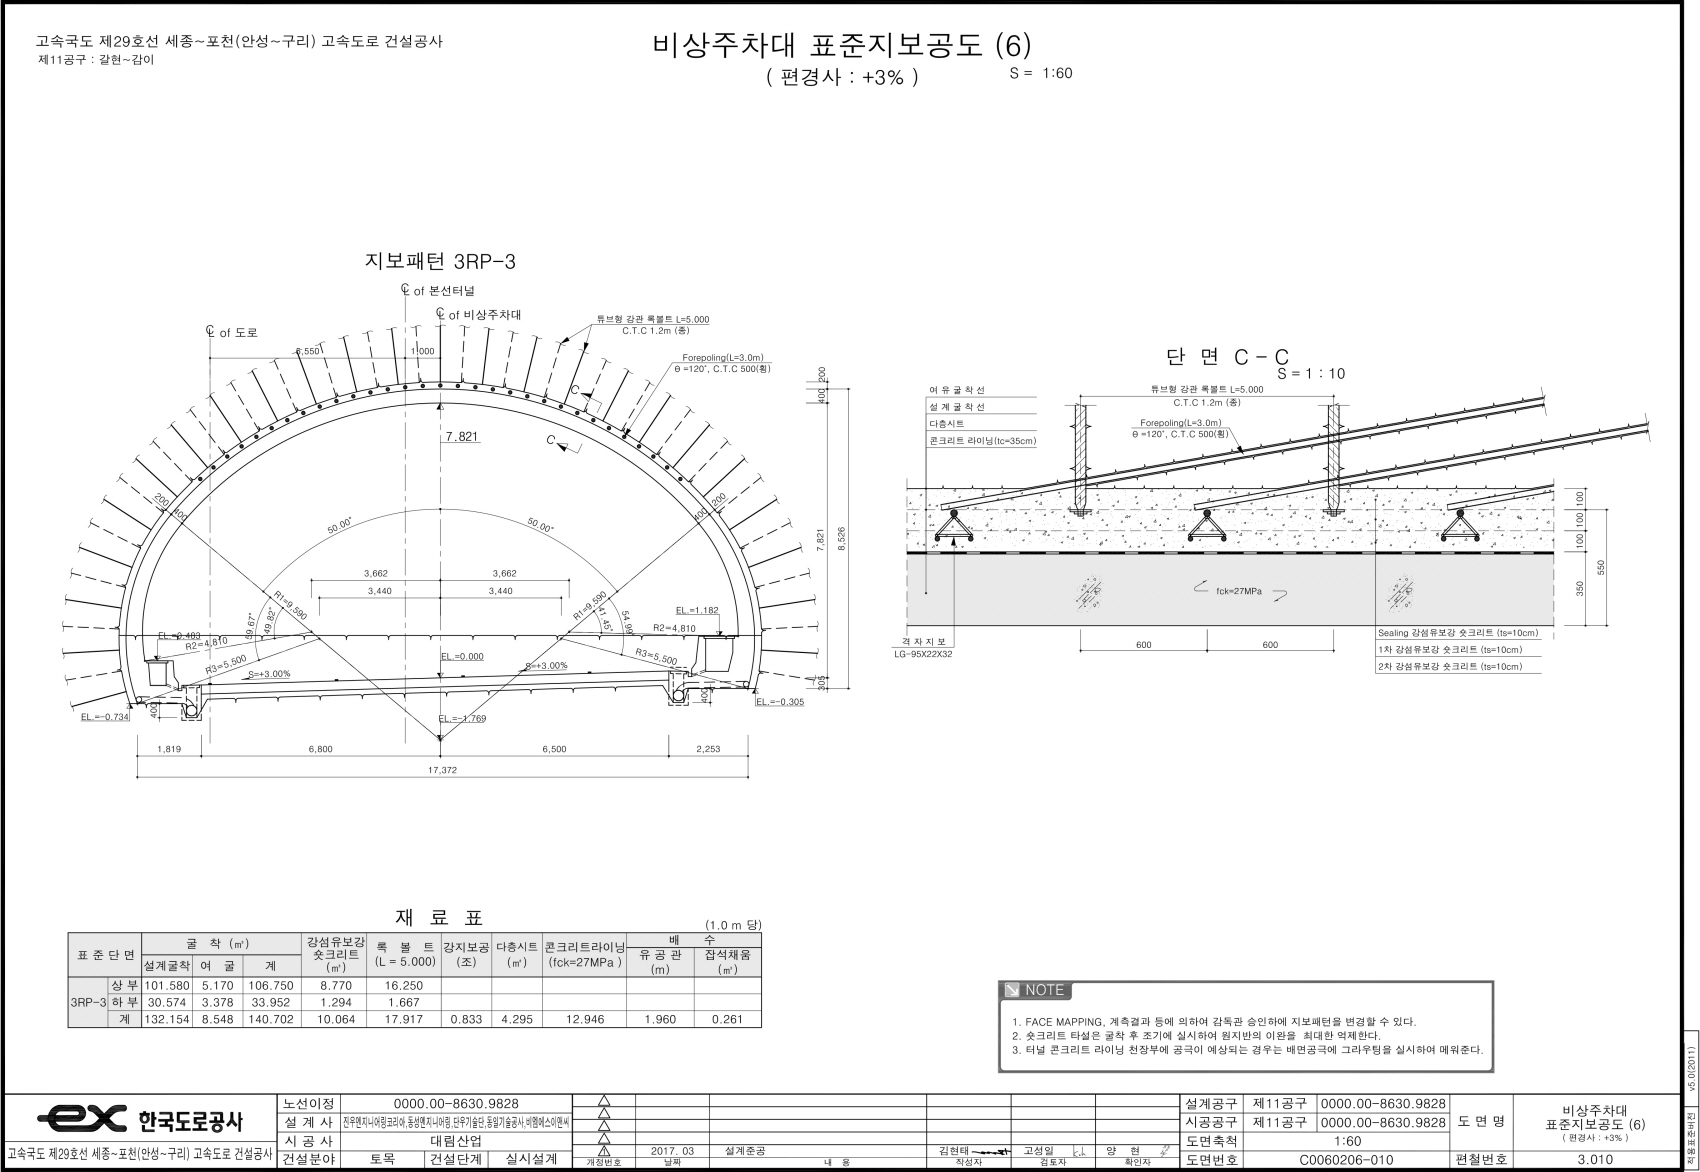 고속국도 제29호선 세종~포천(안성~구리) 고속도로 건설공사
제11공구 : 갈현~감이
비상주차대 표준지보공도 (6)
( 편경사 : +3% )
S = 1:60
지보패턴 3RP-3
℄ of 본선터널
℄ of 비상주차대
℄ of 도로
튜브형 강관 록볼트 L=5.000
C.T.C 1.2m (종)
Forepoling(L=3.0m)
θ =120˚, C.T.C 500(횡)
1,000
C
C
7.821
200
400
200
400
200
400
50.00°
50.00°
7,821
8,526
3,662
3,662
3,440
3,440
R1=9.590
R1=9.590
59.67°
49.82°
41.45°
54.99°
EL.=1.182
R2=4,810
R2=4,810
R3=5,500
R3=5,500
EL.=0.000
S=+3.00%
S=+3.00%
305
400
400
EL.=-0.734
EL.=-0.305
EL.=-1.769
1,819
6,800
6,500
2,253
17,372
단 면 C - C
S = 1 : 10
여 유 굴 착 선
설 계 굴 착 선
다층시트
콘크리트 라이닝(tc=35cm)
튜브형 강관 록볼트 L=5.000
C.T.C 1.2m (종)
Forepoling(L=3.0m)
θ =120˚, C.T.C 500(횡)
100
100
100
350
550
fck=27MPa
격 자 지 보
LG-95X22X32
600
600
Sealing 강섬유보강 숏크리트 (ts=10cm)
1차 강섬유보강 숏크리트 (ts=10cm)
2차 강섬유보강 숏크리트 (ts=10cm)
재 료 표
(1.0 m 당)
표 준 단 면
굴 착 (㎥)
강섬유보강 숏크리트 (㎥)
록 볼 트 (L = 5.000)
강지보공 (조)
다층시트 (㎡)
콘크리트라이닝 (fck=27MPa )
배 수
설계굴착 여 굴 계
유 공 관 (m)
잡석채움 (㎥)
3RP-3
상 부 101.580 5.170 106.750 8.770 16.250
하 부 30.574 3.378 33.952 1.294 1.667
계 132.154 8.548 140.702 10.064 17.917 0.833 4.295 12.946 1.960 0.261
NOTE
1. FACE MAPPING, 계측결과 등에 의하여 감독관 승인하에 지보패턴을 변경할 수 있다.
2. 숏크리트 타설은 굴착 후 조기에 실시하여 원지반의 이완을 최대한 억제한다.
3. 터널 콘크리트 라이닝 천장부에 공극이 예상되는 경우는 배면공극에 그라우팅을 실시하여 메워준다.
v5.0(2011)
적용표준비전
ex 한국도로공사
고속국도 제29호선 세종~포천(안성~구리) 고속도로 건설공사
노선이정 0000.00-8630.9828
설 계 사 전우엔지니어링코리아,동성엔지니어링,단우기술단,동일기술공사,비엠에스이앤씨
시 공 사 대림산업
건설분야 토목 건설단계 실시설계
2017. 03 설계준공
김현태 고성일 양 현
개정번호 날짜 내 용 작성자 검토자 확인자
설계공구 제11공구 0000.00-8630.9828
시공공구 제11공구 0000.00-8630.9828
도면축척 1:60
도면번호 C0060206-010
도 면 명
비상주차대
표준지보공도 (6)
( 편경사 : +3% )
편철번호 3.010